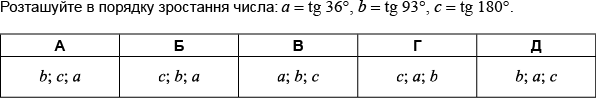 Розташуйте в порядку зростання числа: a = tg 36°, b = tg 93°, c = tg 180°.
А Б В Г Д
b; c; a c; b; a a; b; c c; a; b b; a; c